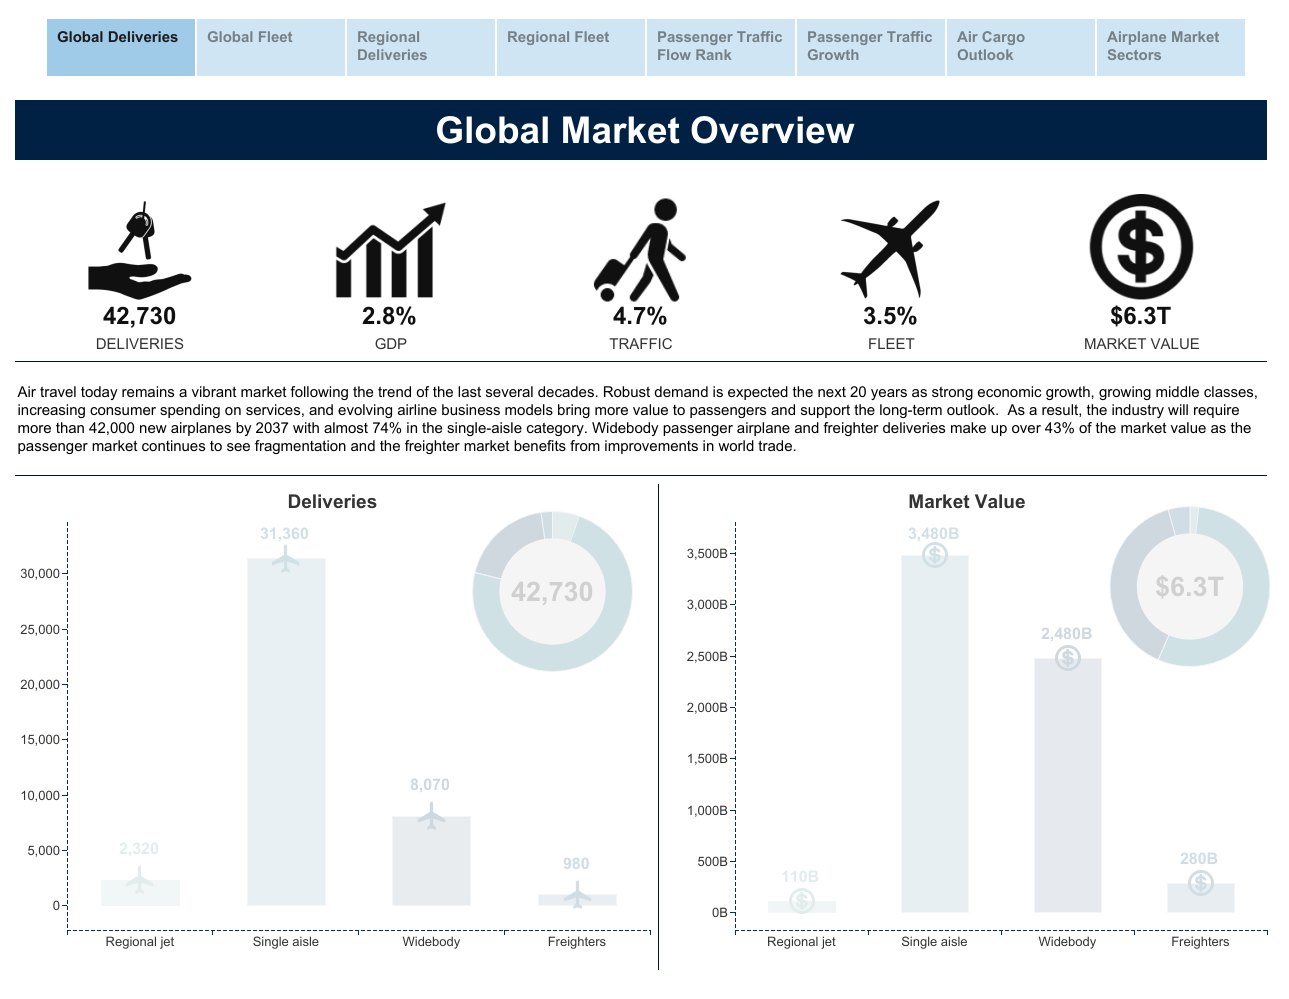 Global Deliveries
Global Fleet
Regional
Deliveries
Regional Fleet
Passenger Traffic
Flow Rank
Passenger Traffic
Growth
Air Cargo
Outlook
Airplane Market
Sectors
Global Market Overview
42,730
DELIVERIES
2.8%
GDP
4.7%
TRAFFIC
3.5%
FLEET
$6.3T
MARKET VALUE
Air travel today remains a vibrant market following the trend of the last several decades. Robust demand is expected the next 20 years as strong economic growth, growing middle classes,
increasing consumer spending on services, and evolving airline business models bring more value to passengers and support the long-term outlook.  As a result, the industry will require
more than 42,000 new airplanes by 2037 with almost 74% in the single-aisle category. Widebody passenger airplane and freighter deliveries make up over 43% of the market value as the
passenger market continues to see fragmentation and the freighter market benefits from improvements in world trade.
Deliveries
31,360
42,730
30,000
25,000
20,000
15,000
8,070
10,000
2,320
5,000
980
0
Regional jet
Single aisle
Widebody
Freighters
Market Value
3,480B
3,500B
$6.3T
3,000B
2,480B
2,500B
2,000B
1,500B
1,000B
500B
280B
110B
0B
Regional jet
Single aisle
Widebody
Freighters